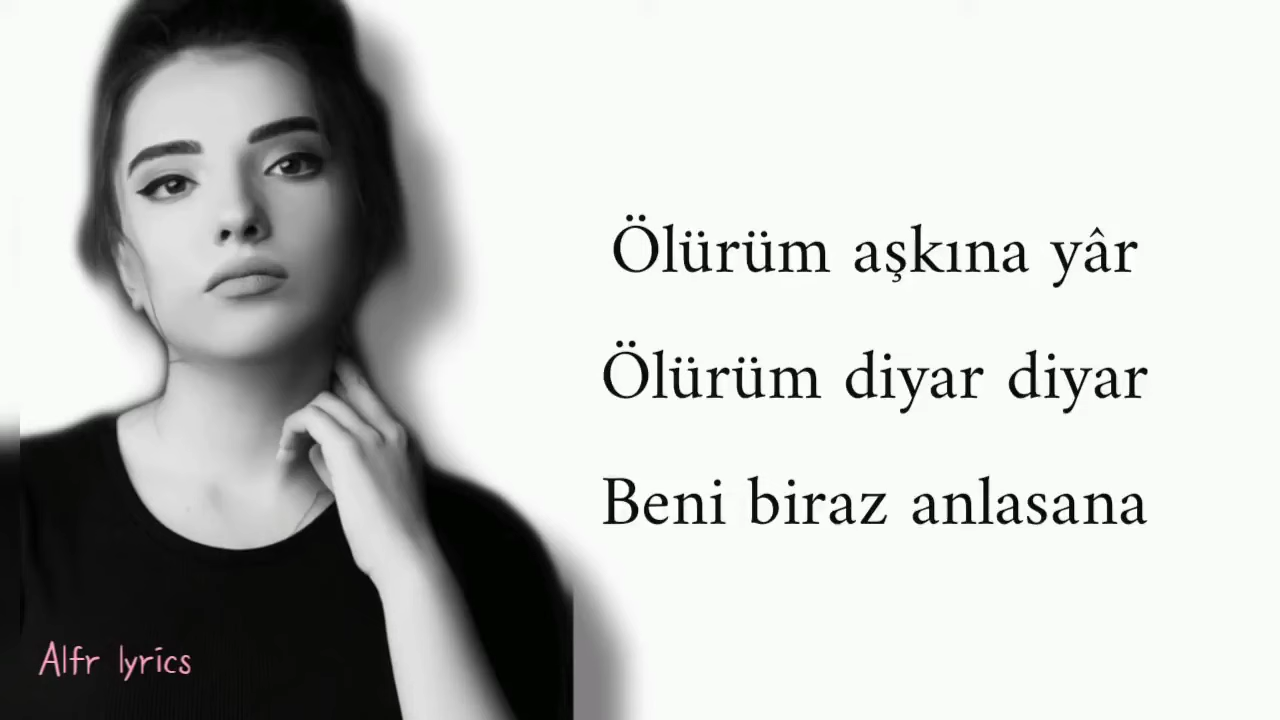 Ölürüm aşkına yâr
Ölürüm diyar diyar
Beni biraz anlasana
Alfr lyrics